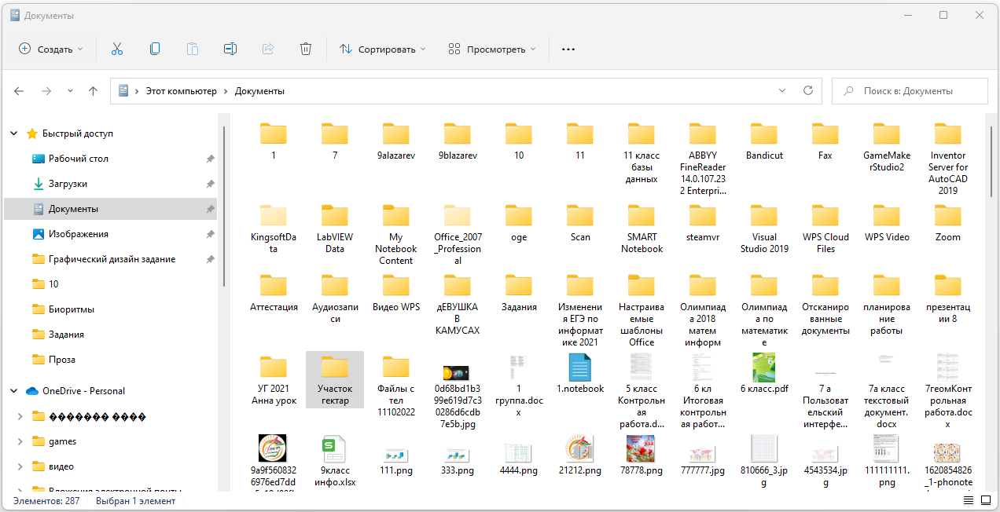 Документы
Создать
Сортировать
Просмотреть
Этот компьютер
Документы
Поиск в: Документы
Быстрый доступ
Рабочий стол
Загрузки
Документы
Изображения
Графический дизайн задание
10
Биоритмы
Задания
Проза
OneDrive - Personal
������� ����
games
видео
Вложения электронной почты
1
7
9alazarev
9blazarev
10
11
11 класс
базы
данных
ABBYY
FineReader
14.0.107.23
2 Enterpri...
Bandicut
Fax
GameMake
rStudio2
Inventor
Server for
AutoCAD
2019
KingsoftDa
ta
LabVIEW
Data
My
Notebook
Content
Office_2007
_Profession
al
oge
Scan
SMART
Notebook
steamvr
Visual
Studio 2019
WPS Cloud
Files
WPS Video
Zoom
Аттестация
Аудиозапи
си
Видео WPS
дЕВУШКА
В
КАМУСАХ
Задания
Изменени
я ЕГЭ по
информат
ике 2021
Настраива
емые
шаблоны
Office
Олимпиад
а 2018
матем
информ
Олимпиад
а по
математик
е
Отсканиро
ванные
документы
планирова
ние
работы
презентац
ии 8
УГ 2021
Анна урок
Участок
гектар
Файлы с
тел
11102022
0d68bd1b3
99e619d7c3
0286d6cdb
7e5b.jpg
1
группа.doc
x
1.notebook
5 класс
Контрольн
ая
работа.d...
6 кл
Итоговая
контрольн
ая работ...
6 класс.pdf
7 а
Пользоват
ельский
интерфе...
7а класс
текстовый
документ.
docx
7геомКонт
рольная
работа.doc
x
9a9f560832
6976ed7dd
9класс
инфо.xlsx
111.png
333.png
4444.png
21212.png
78778.png
777777.jpg
810666_3.jp
g
4543534.jp
g
111111111.
png
1620854826
_1-phonote
Элементов: 287
Выбран 1 элемент